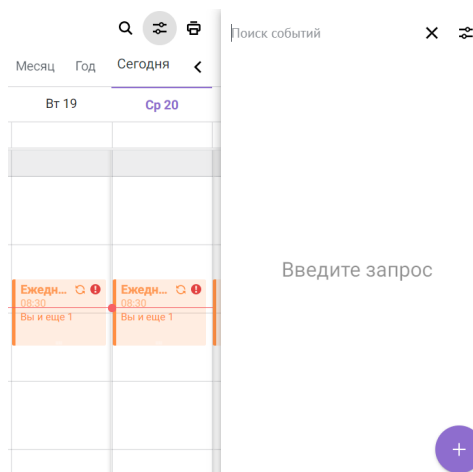 Поиск событий
Месяц Год Сегодня
Вт 19 Ср 20
Введите запрос
Ежедн... Ежедн...
08:30 08:30
Вы и еще 1 Вы и еще 1